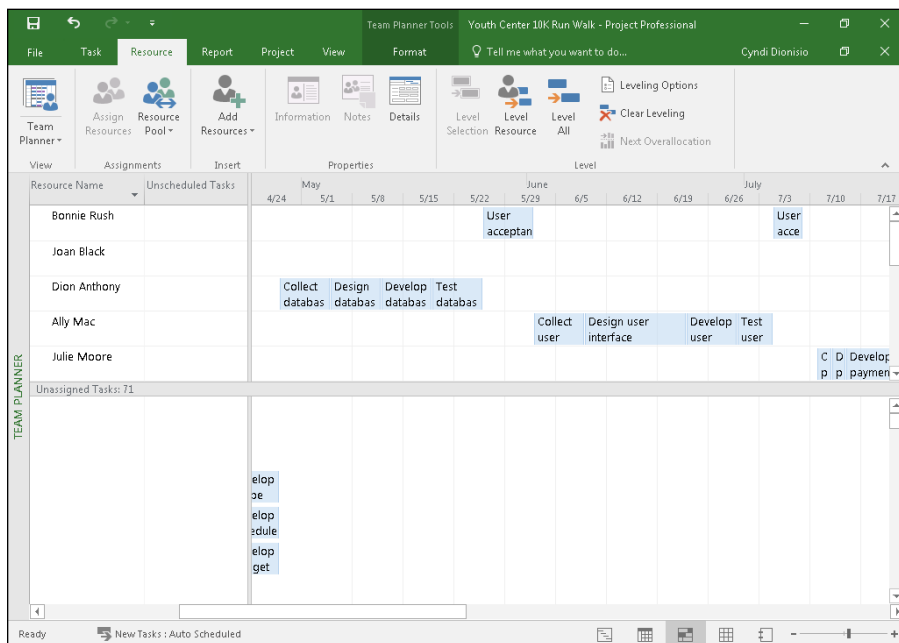 Team Planner Tools
Youth Center 10K Run Walk - Project Professional
File Task Resource Report Project View Format Tell me what you want to do... Cyndi Dionisio
Team Planner
Assign Resources
Resource Pool
Add Resources
Information
Notes
Details
Level Selection
Level Resource
Level All
Leveling Options
Clear Leveling
Next Overallocation
View Assignments Insert Properties Level
Resource Name Unscheduled Tasks
May June July
4/24 5/1 5/8 5/15 5/22 5/29 6/5 6/12 6/19 6/26 7/3 7/10 7/17
Bonnie Rush
User acceptan
User acce
Joan Black
Dion Anthony
Collect databas
Design databas
Develop databas
Test databas
Ally Mac
Collect user
Design user interface
Develop user
Test user
Julie Moore
C p
D p
Develop paymen
TEAM PLANNER
Unassigned Tasks: 71
elop
pe
elop
edule
elop
get
Ready New Tasks : Auto Scheduled